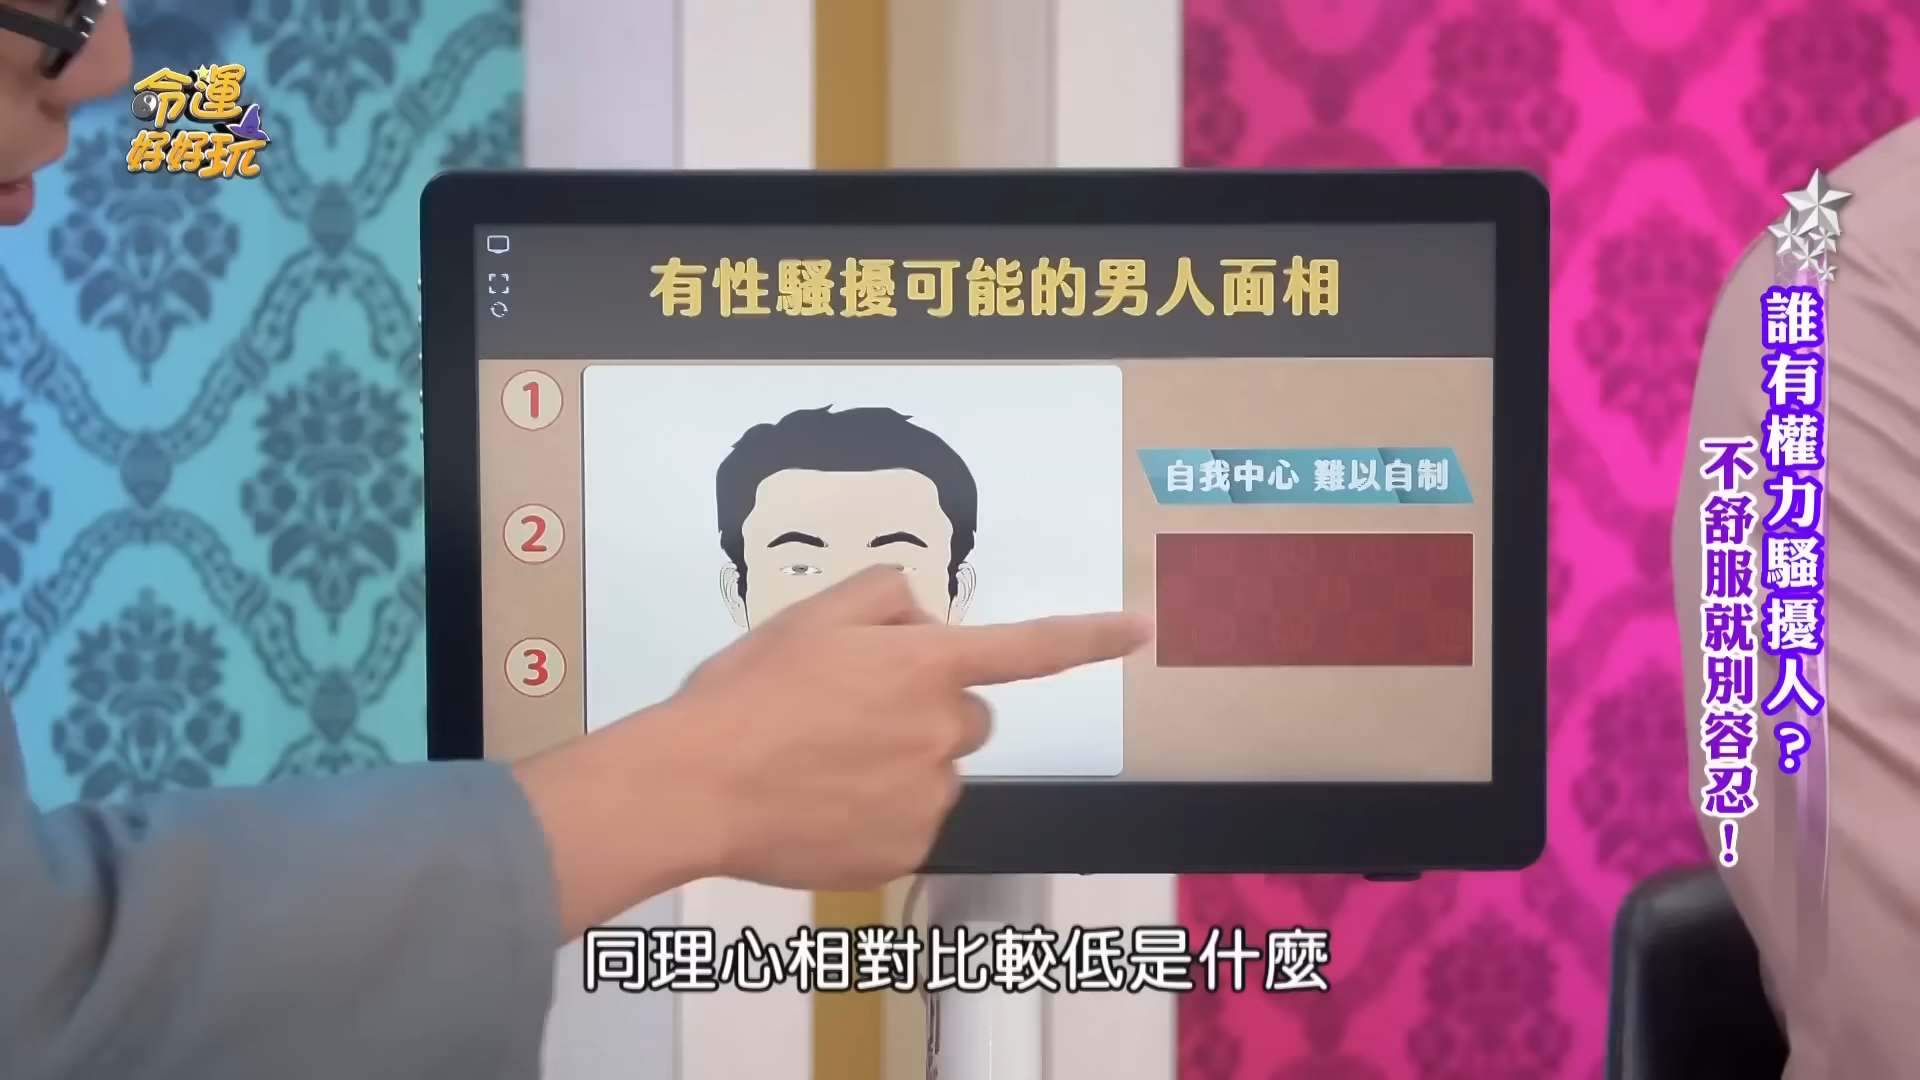 命運
好好玩
有性騷擾可能的男人面相
1
2
3
自我中心 難以自制
誰有權力騷擾人？
不舒服就別容忍！
同理心相對比較低是什麼